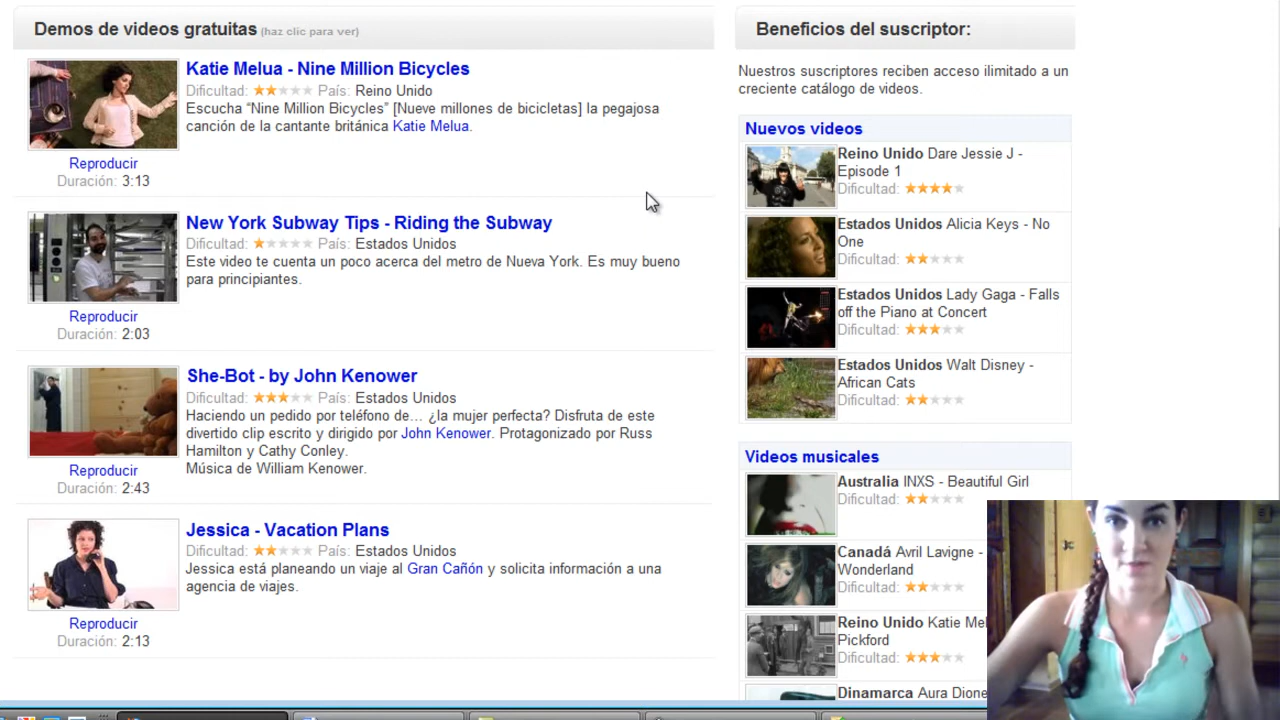 Demos de videos gratuitas (haz clic para ver)
Katie Melua - Nine Million Bicycles
Dificultad: País: Reino Unido
Escucha “Nine Million Bicycles” [Nueve millones de bicicletas] la pegajosa
canción de la cantante británica Katie Melua.
Reproducir
Duración: 3:13
New York Subway Tips - Riding the Subway
Dificultad: País: Estados Unidos
Este video te cuenta un poco acerca del metro de Nueva York. Es muy bueno
para principiantes.
Reproducir
Duración: 2:03
She-Bot - by John Kenower
Dificultad: País: Estados Unidos
Haciendo un pedido por teléfono de... ¿la mujer perfecta? Disfruta de este
divertido clip escrito y dirigido por John Kenower. Protagonizado por Russ
Hamilton y Cathy Conley.
Música de William Kenower.
Reproducir
Duración: 2:43
Jessica - Vacation Plans
Dificultad: País: Estados Unidos
Jessica está planeando un viaje al Gran Cañón y solicita información a una
agencia de viajes.
Reproducir
Duración: 2:13
Beneficios del suscriptor:
Nuestros suscriptores reciben acceso ilimitado a un
creciente catálogo de videos.
Nuevos videos
Reino Unido Dare Jessie J -
Episode 1
Dificultad:
Estados Unidos Alicia Keys - No
One
Dificultad:
Estados Unidos Lady Gaga - Falls
off the Piano at Concert
Dificultad:
Estados Unidos Walt Disney -
African Cats
Dificultad:
Videos musicales
Australia INXS - Beautiful Girl
Dificultad:
Canadá Avril Lavigne -
Wonderland
Dificultad:
Reino Unido Katie Mel
Pickford
Dificultad:
Dinamarca Aura Dione